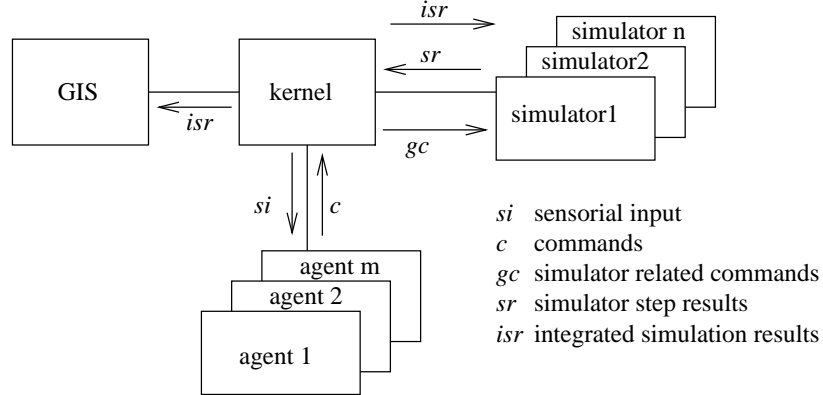 isr
simulator n
sr
simulator2
GIS
kernel
simulator1
isr
gc
si
c
si sensorial input
c commands
gc simulator related commands
sr simulator step results
isr integrated simulation results
agent m
agent 2
agent 1